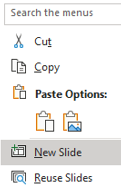 Search the menus
Cut
Copy
Paste Options:
New Slide
Reuse Slides